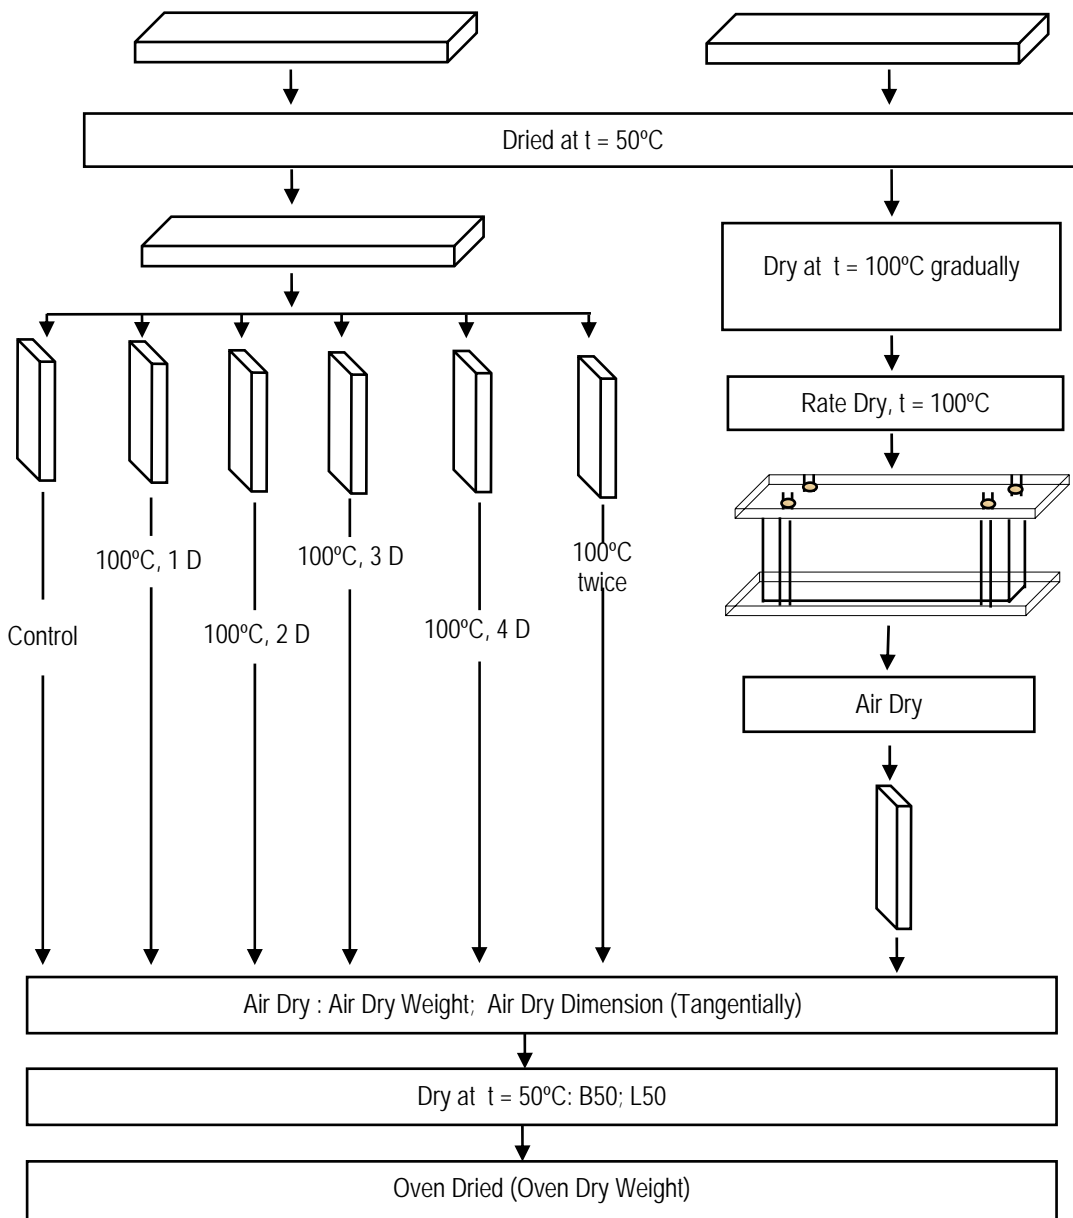 Dried at t = 50ºC
Dry at t = 100ºC gradually
Rate Dry, t = 100ºC
100ºC, 1 D
100ºC, 3 D
100ºC
twice
Control
100ºC, 2 D
100ºC, 4 D
Air Dry
Air Dry : Air Dry Weight; Air Dry Dimension (Tangentially)
Dry at t = 50ºC: B50; L50
Oven Dried (Oven Dry Weight)